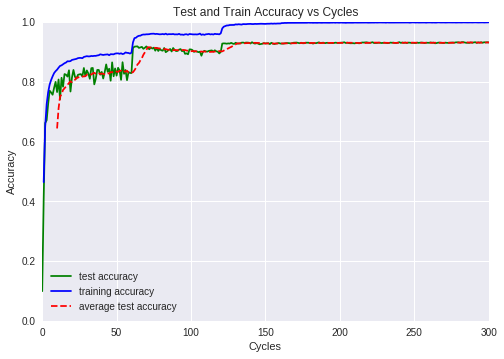 Test and Train Accuracy vs Cycles
1.0
0.8
0.6
0.4
0.2
0.0
Accuracy
test accuracy
training accuracy
average test accuracy
0 50 100 150 200 250 300
Cycles